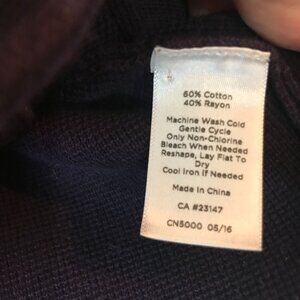 60% Cotton
40% Rayon
Machine Wash Cold
Gentle Cycle
Only Non-Chlorine
Bleach When Needed
Reshape, Lay Flat To
Dry
Cool Iron if Needed
Made in China
CA #23147
CN5000 05/16